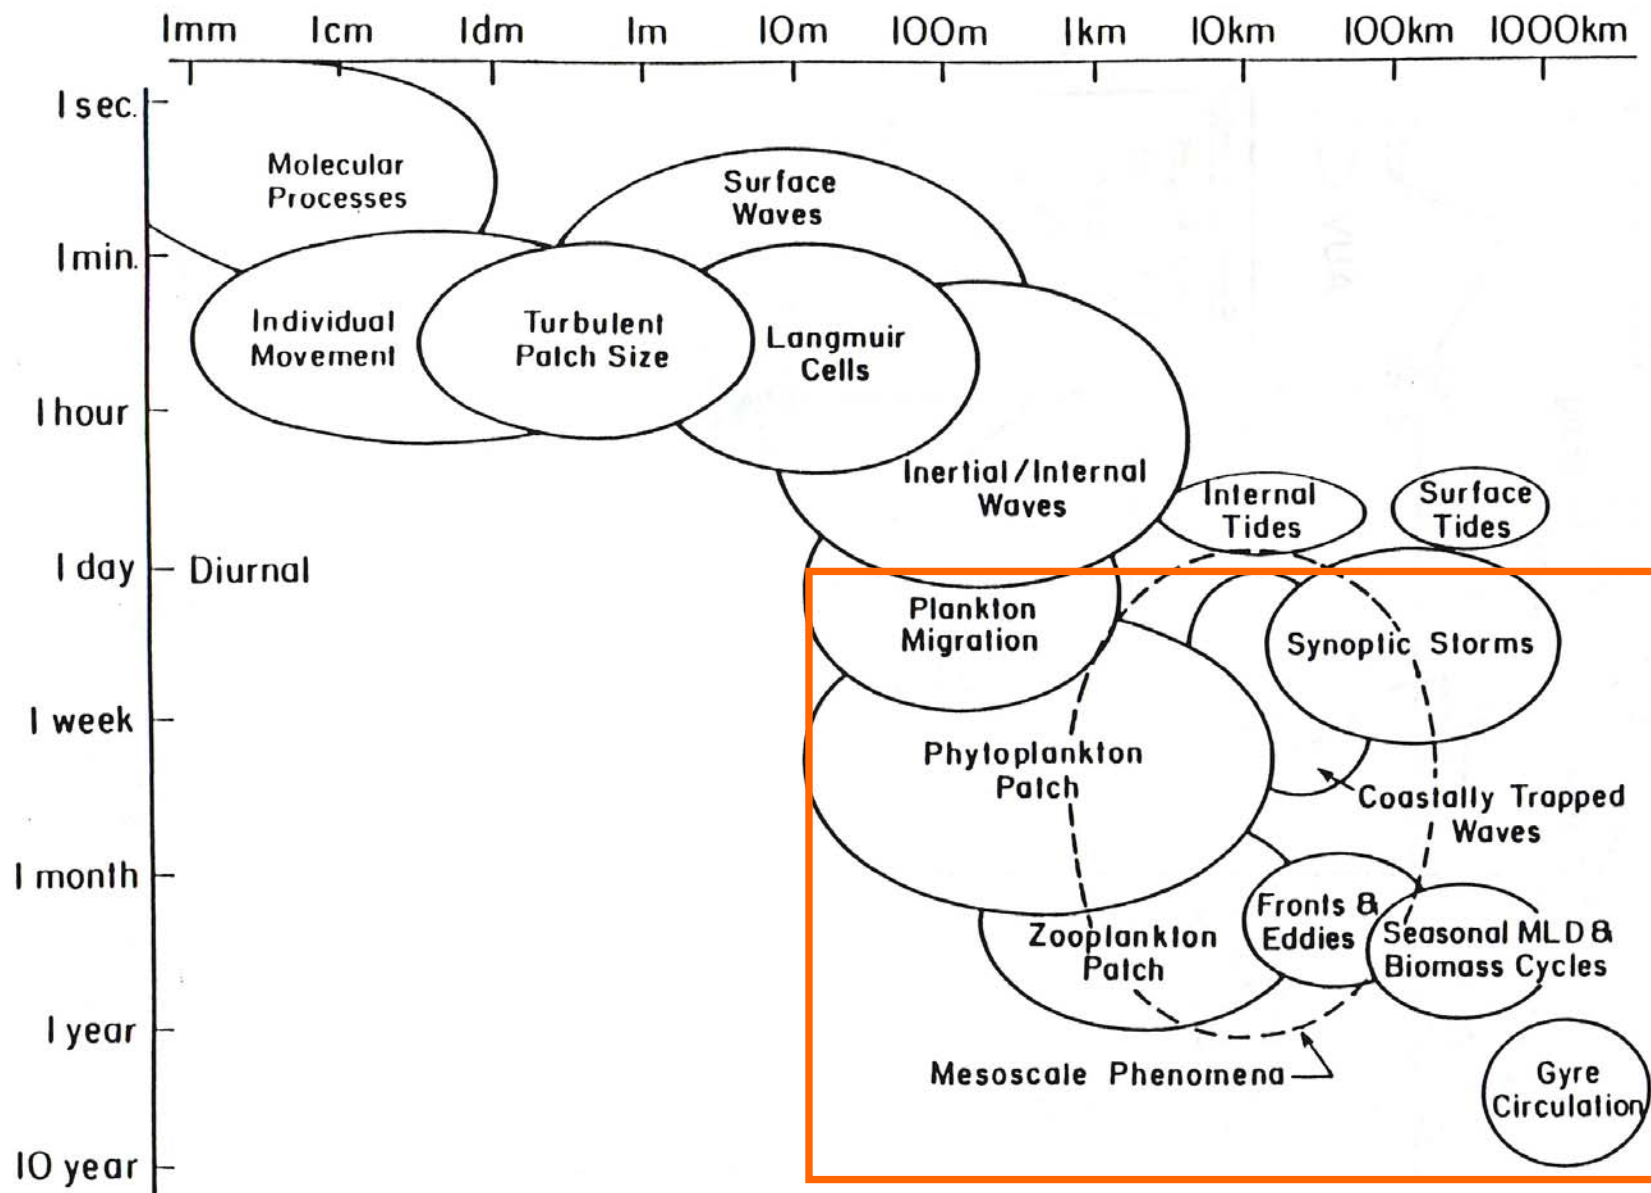 1mm 1cm 1dm 1m 10m 100m 1km 10km 100km 1000km
1 sec.
Molecular
Processes
Surface
Waves
1 min.
Individual
Movement
Turbulent
Patch Size
Langmuir
Cells
1 hour
Inertial/Internal
Waves
Internal
Tides
Surface
Tides
1 day
Diurnal
Plankton
Migration
Synoptic Storms
1 week
Phytoplankton
Patch
Coastally Trapped
Waves
1 month
Fronts &
Eddies
Zooplankton
Patch
Seasonal MLD &
Biomass Cycles
1 year
Mesoscale Phenomena
Gyre
Circulation
10 year